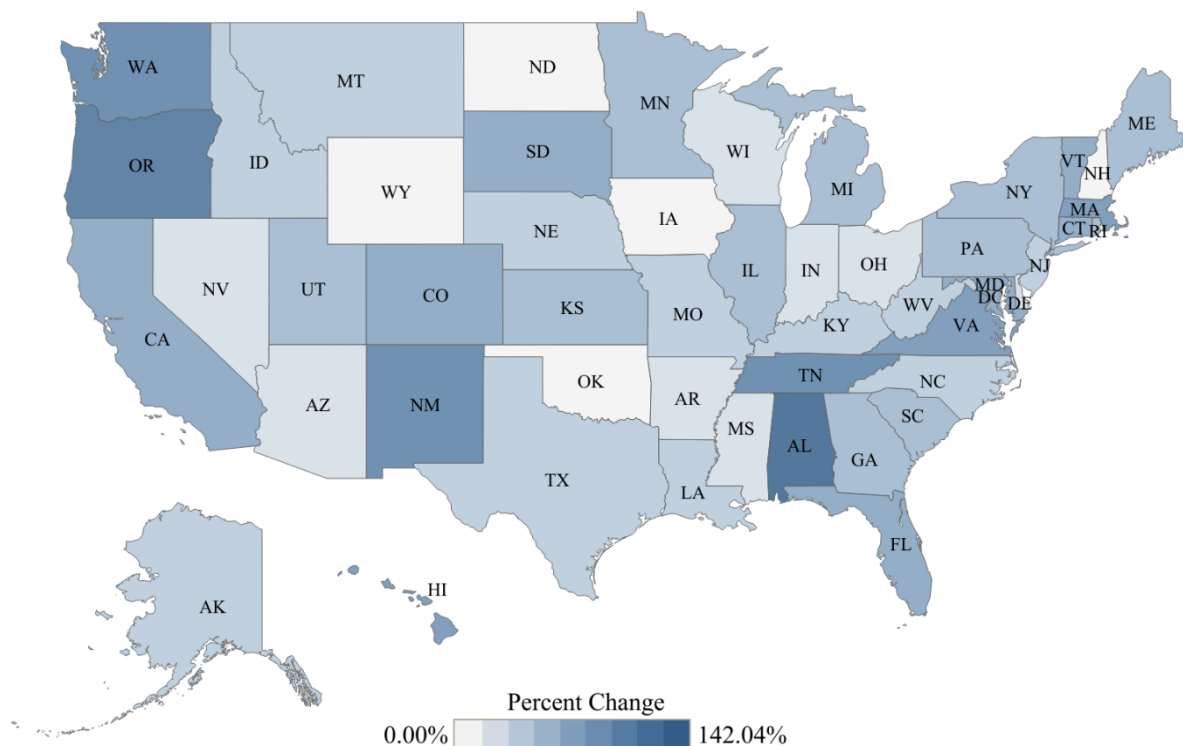 WA
MT
ND
MN
ME
OR
ID
SD
WI
VT
NH
WY
MI
NY
MA
CT
RI
IA
NE
PA
NV
UT
CO
IL
IN
OH
NJ
MD
DC
DE
KS
MO
WV
KY
VA
CA
TN
NC
AZ
NM
OK
AR
SC
MS
AL
GA
TX
LA
FL
HI
AK
Percent Change
0.00% 142.04%